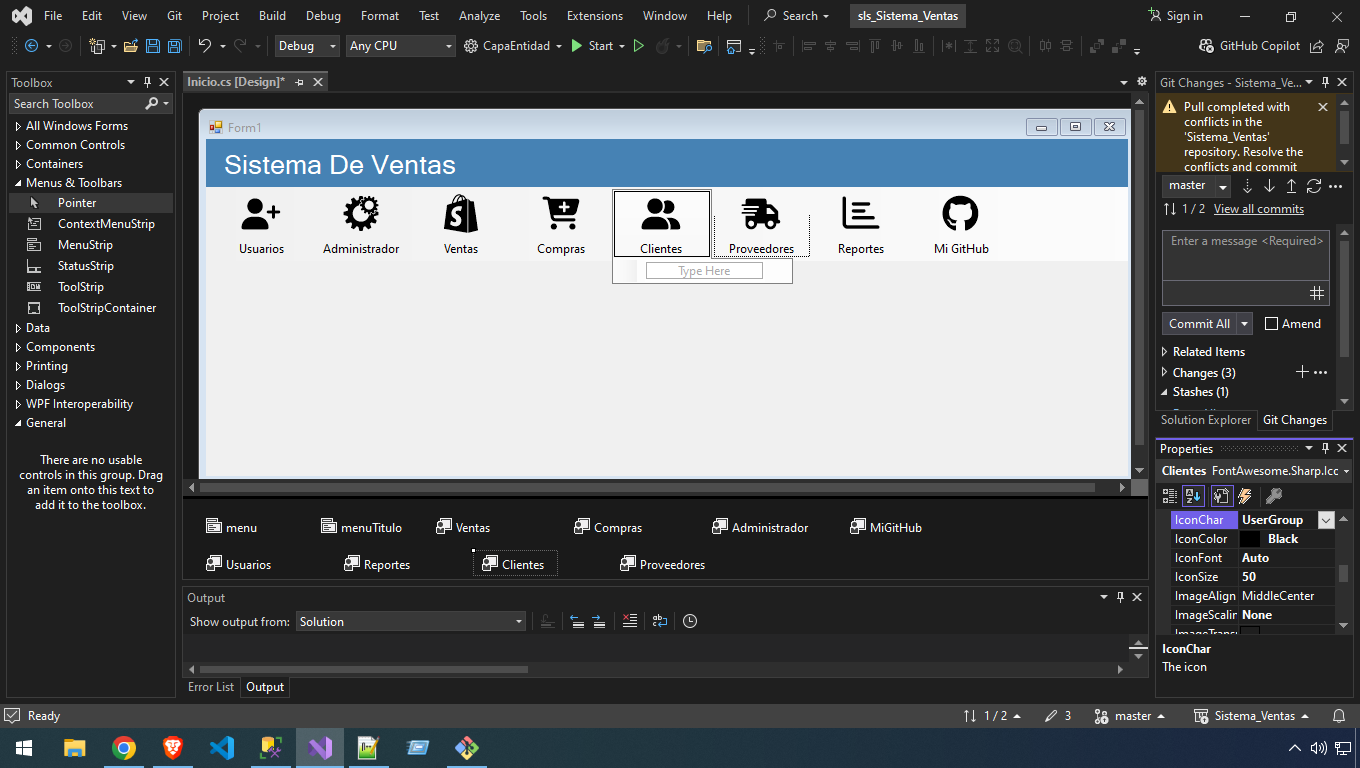 File Edit View Git Project Build Debug Format Test Analyze Tools Extensions Window Help Search sls_Sistema_Ventas Sign in
Debug Any CPU CapaEntidad Start GitHub Copilot
Toolbox
Search Toolbox
All Windows Forms
Common Controls
Containers
Menus & Toolbars
Pointer
ContextMenuStrip
MenuStrip
StatusStrip
ToolStrip
ToolStripContainer
Data
Components
Printing
Dialogs
WPF Interoperability
General
There are no usable
controls in this group. Drag
an item onto this text to
add it to the toolbox.
Inicio.cs [Design]*
Form1
Sistema De Ventas
Usuarios Administrador Ventas Compras Clientes Proveedores Reportes Mi GitHub
Type Here
menu menuTitulo Ventas Compras Administrador MiGitHub
Usuarios Reportes Clientes Proveedores
Output
Show output from: Solution
Error List Output
Git Changes - Sistema_Ve...
Pull completed with
conflicts in the
'Sistema_Ventas'
repository. Resolve the
conflicts and commit
master
1 / 2 View all commits
Enter a message <Required>
Commit All Amend
Related Items
Changes (3)
Stashes (1)
Solution Explorer Git Changes
Properties
Clientes FontAwesome.Sharp.Icc
IconChar UserGroup
IconColor Black
IconFont Auto
IconSize 50
ImageAlign MiddleCenter
ImageScalin None
ImageTrans
IconChar
The icon
Ready 1 / 2 3 master Sistema_Ventas